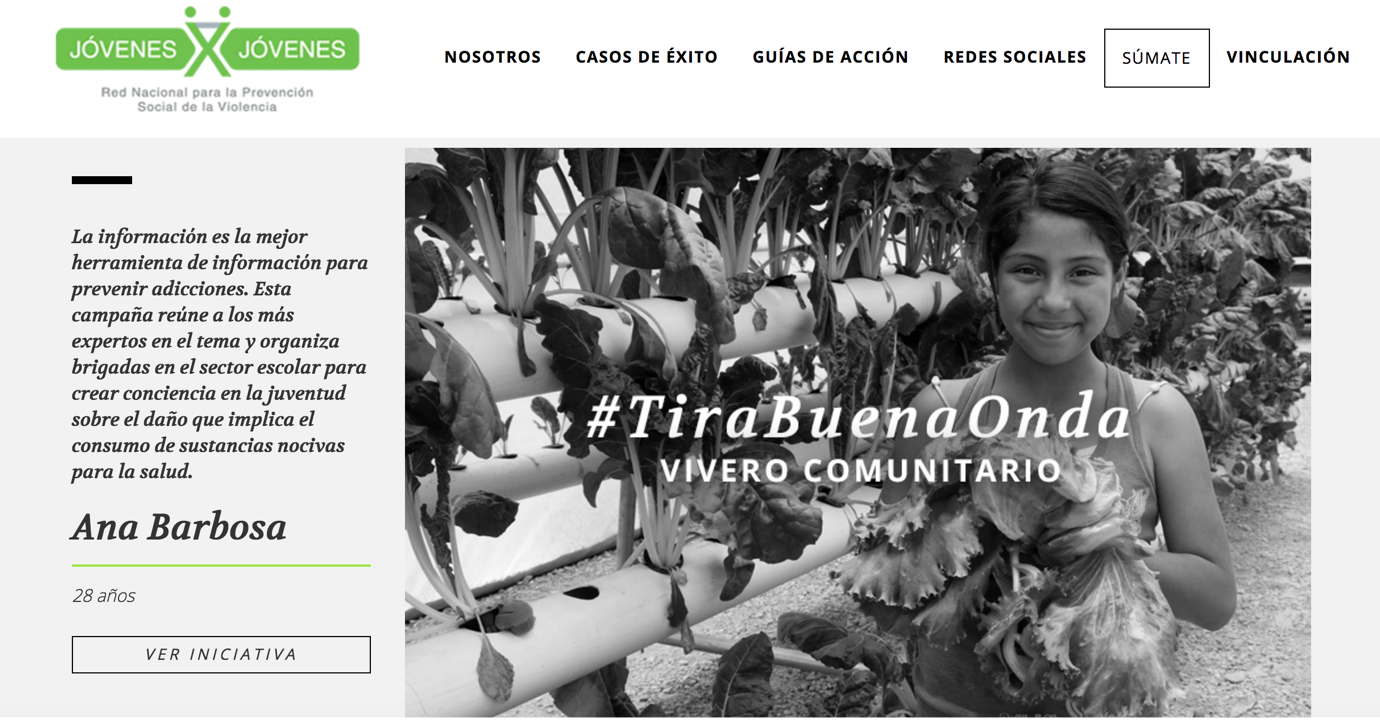 JÓVENES X JÓVENES
Red Nacional para la Prevención
Social de la Violencia
NOSOTROS
CASOS DE ÉXITO
GUÍAS DE ACCIÓN
REDES SOCIALES
SÚMATE
VINCULACIÓN
La información es la mejor
herramienta de información para
prevenir adicciones. Esta
campaña reúne a los más
expertos en el tema y organiza
brigadas en el sector escolar para
crear conciencia en la juventud
sobre el daño que implica el
consumo de sustancias nocivas
para la salud.
Ana Barbosa
28 años
VER INICIATIVA
#TiraBuenaOnda
VIVERO COMUNITARIO